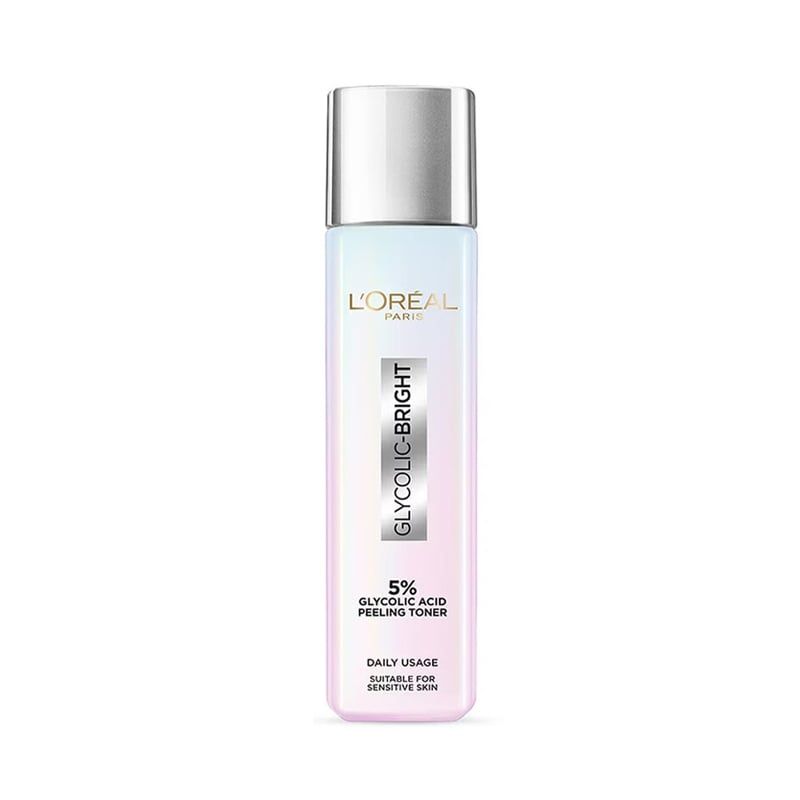 L'ORÉAL
PARIS
GLYCOLIC-BRIGHT
5%
GLYCOLIC ACID
PEELING TONER
DAILY USAGE
SUITABLE FOR
SENSITIVE SKIN